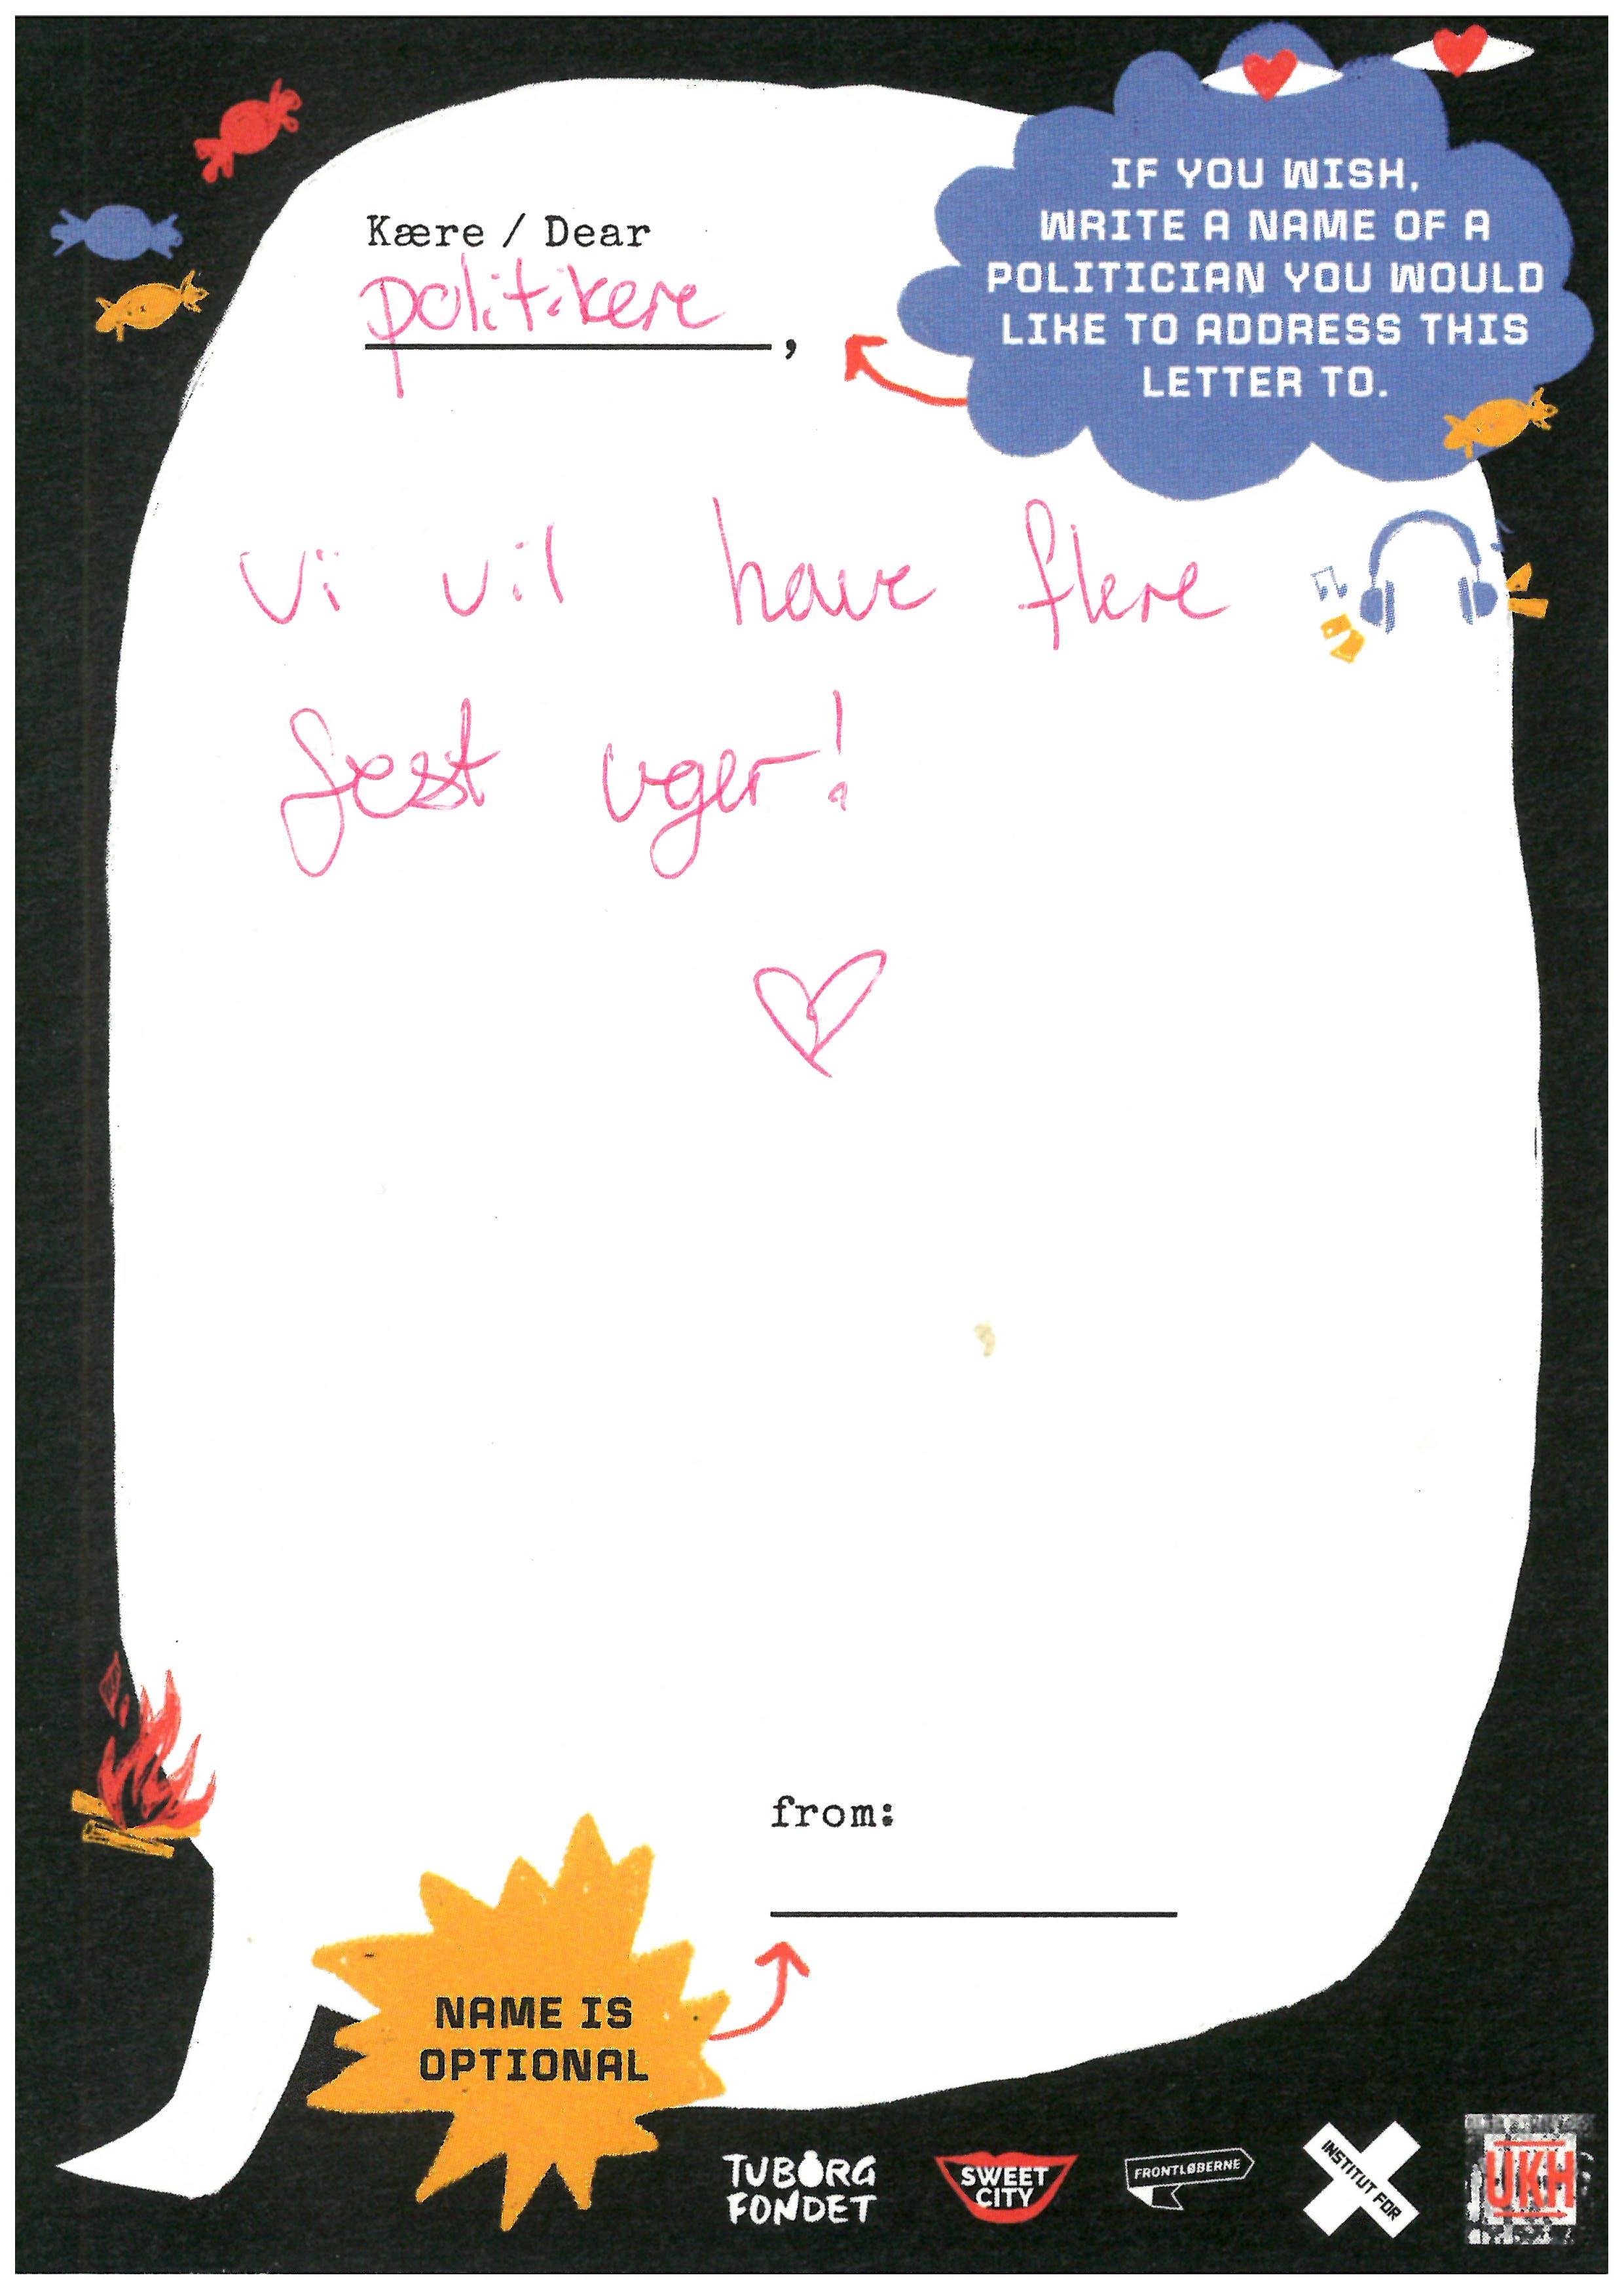 Kære / Dear
politikere,
IF YOU WISH,
WRITE A NAME OF A
POLITICIAN YOU WOULD
LIKE TO ADDRESS THIS
LETTER TO.
Vi vil have flere
fest uger!
from:
NAME IS
OPTIONAL
TUBORG
FONDET
SWEET
CITY
FRONTLØBERNE
INSTITUT FOR
UKH